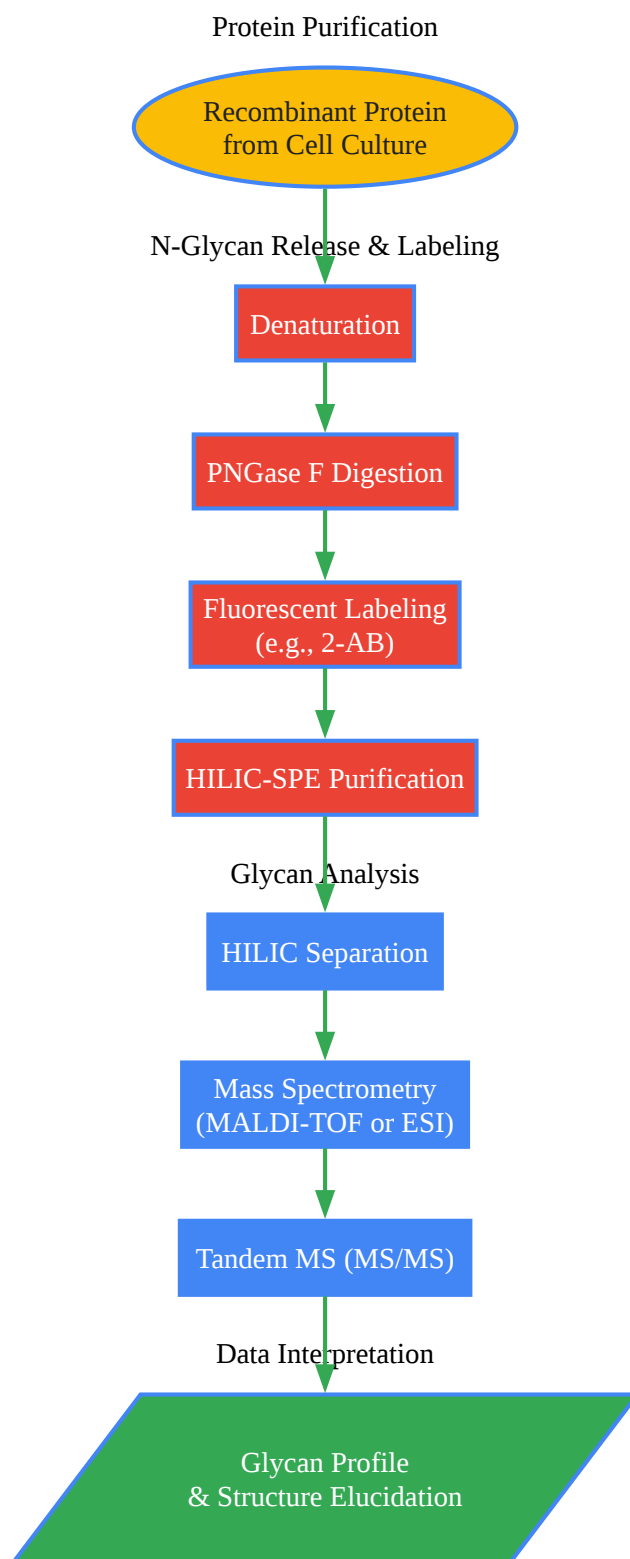 Protein Purification
Recombinant Protein
from Cell Culture
N-Glycan Release & Labeling
Denaturation
PNGase F Digestion
Fluorescent Labeling
(e.g., 2-AB)
HILIC-SPE Purification
Glycan Analysis
HILIC Separation
Mass Spectrometry
(MALDI-TOF or ESI)
Tandem MS (MS/MS)
Data Interpretation
Glycan Profile
& Structure Elucidation